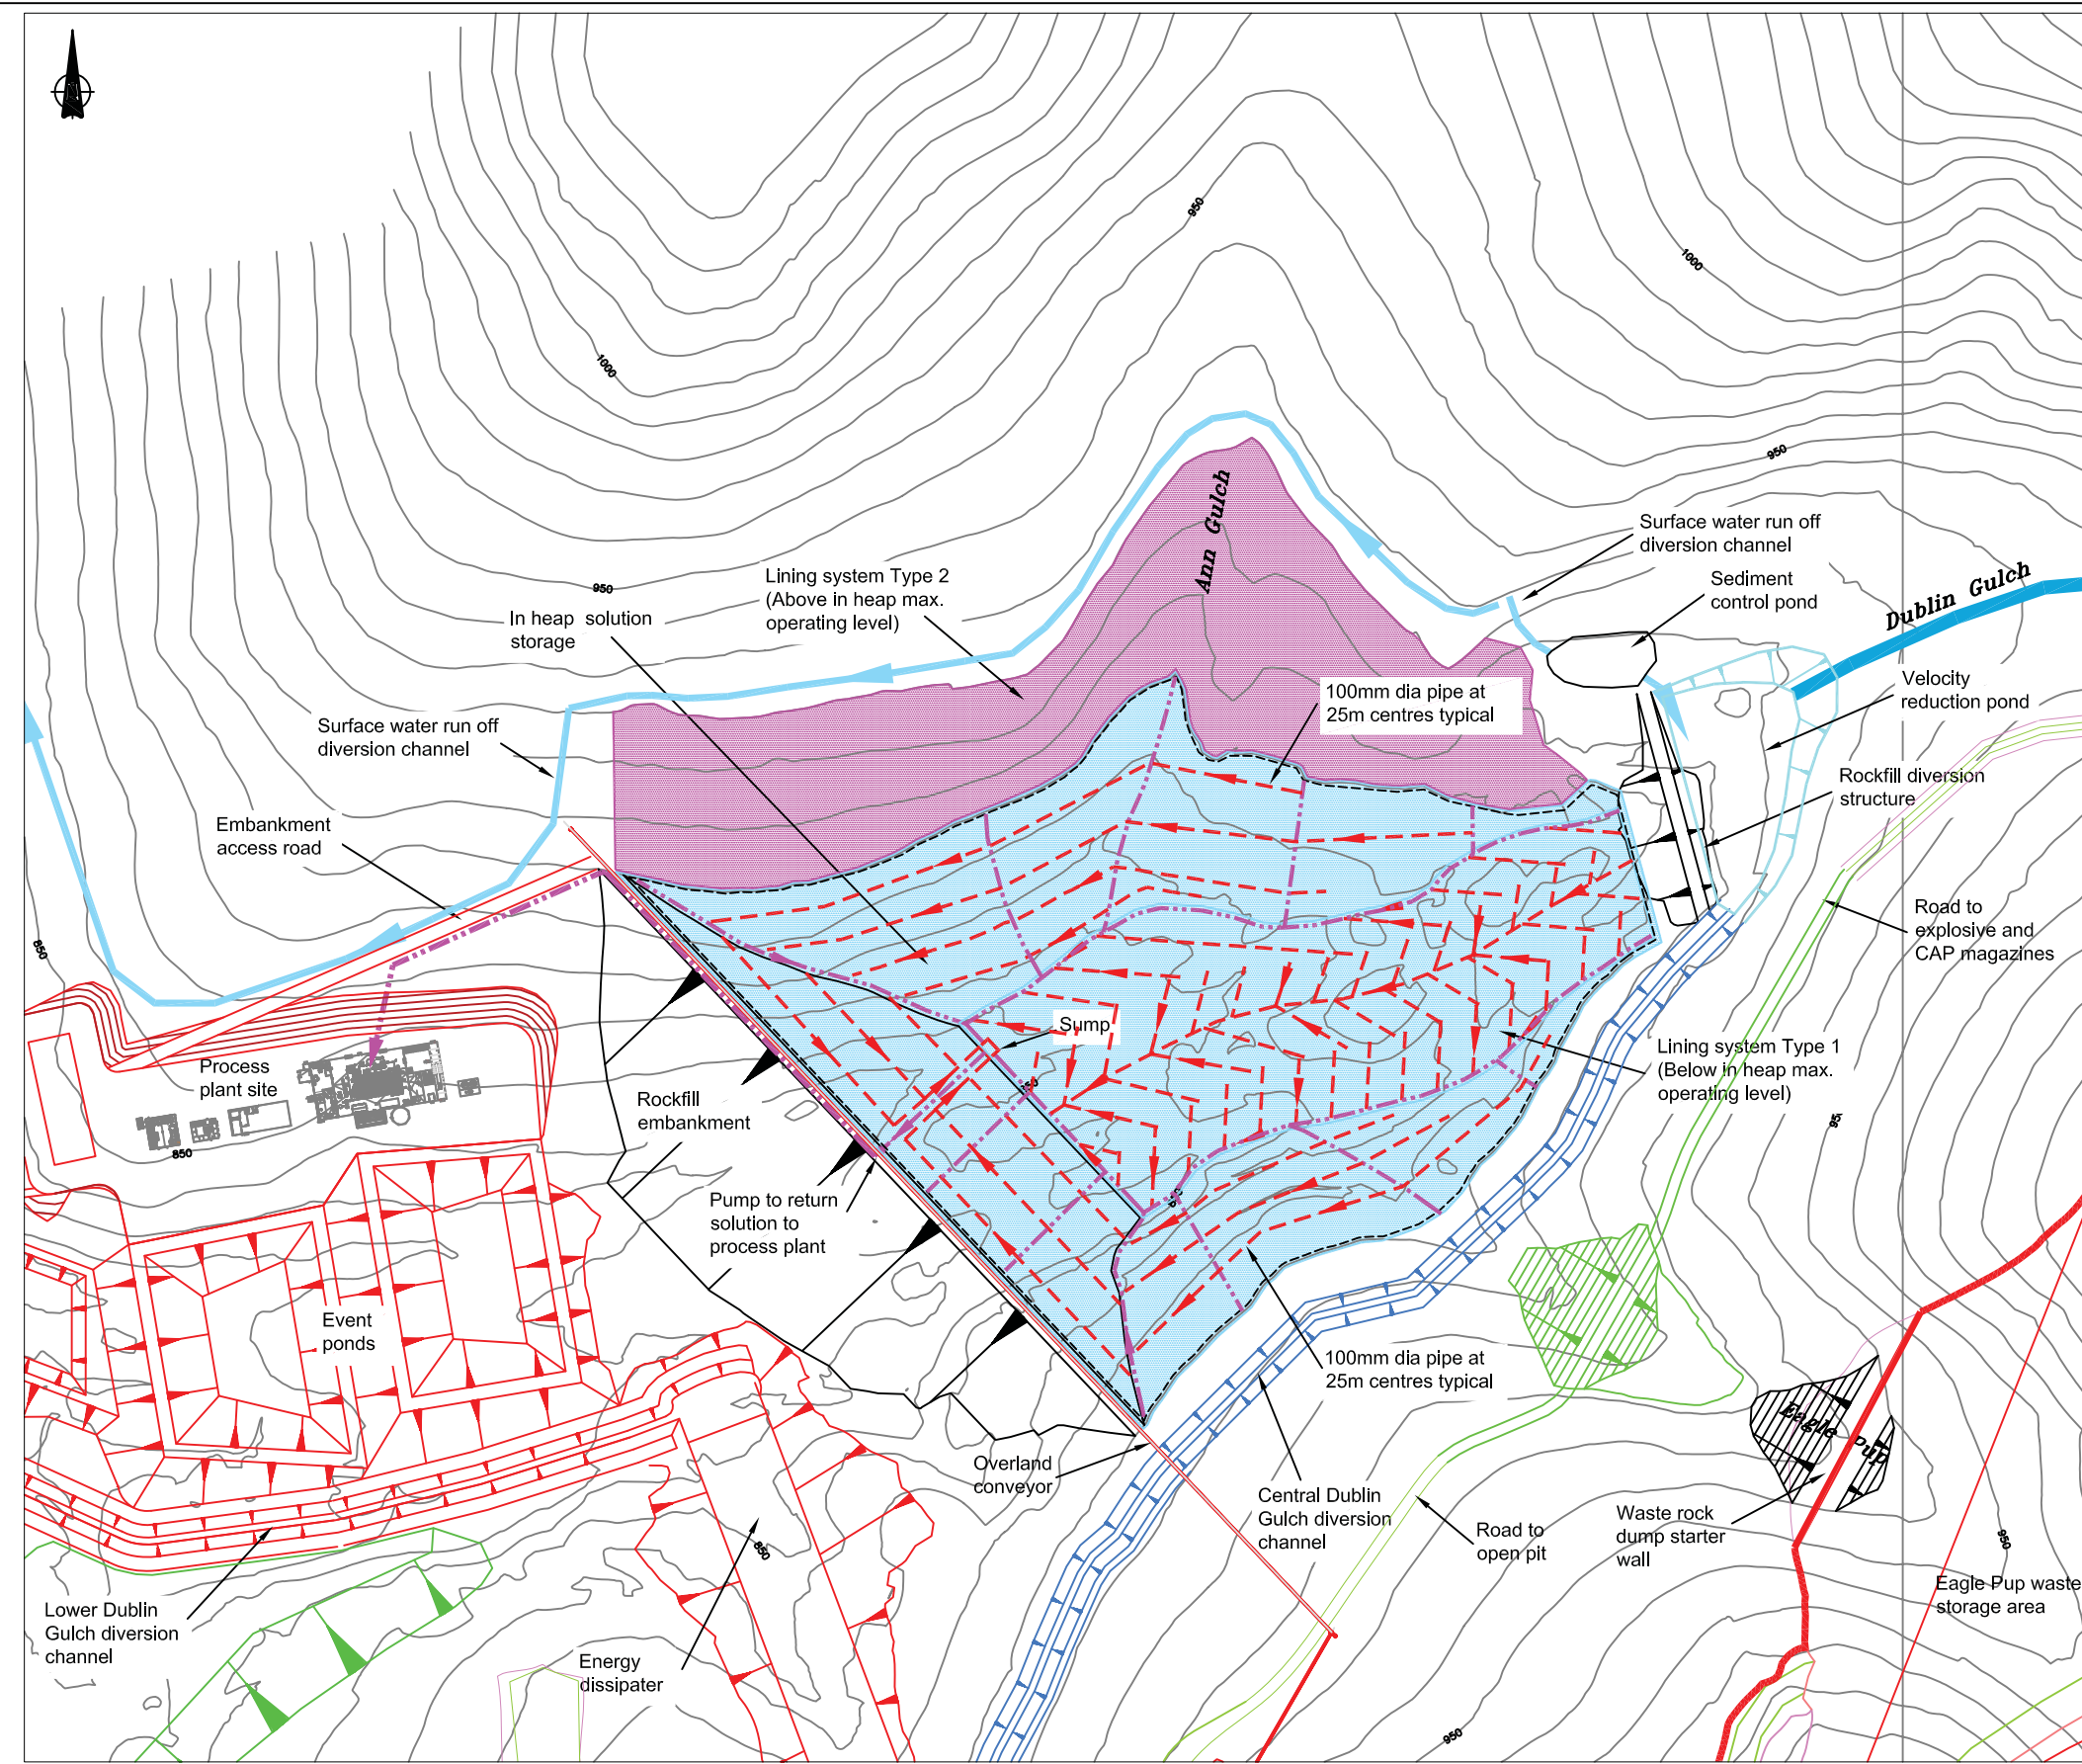 950
1000
1000
950
Ann Gulch
Surface water run off
diversion channel
Sediment
control pond
Dublin Gulch
Lining system Type 2
(Above in heap max.
operating level)
950
In heap solution
storage
Velocity
reduction pond
100mm dia pipe at
25m centres typical
Surface water run off
diversion channel
Rockfill diversion
structure
Embankment
access road
Road to
explosive and
CAP magazines
850
Sump
Lining system Type 1
(Below in heap max.
operating level)
Process
plant site
850
Rockfill
embankment
Pump to return
solution to
process plant
Event
ponds
100mm dia pipe at
25m centres typical
Eagle Pup
Overland
conveyor
Central Dublin
Gulch diversion
channel
Road to
open pit
Waste rock
dump starter
wall
950
850
Eagle Pup waste
storage area
Lower Dublin
Gulch diversion
channel
Energy
dissipater
950